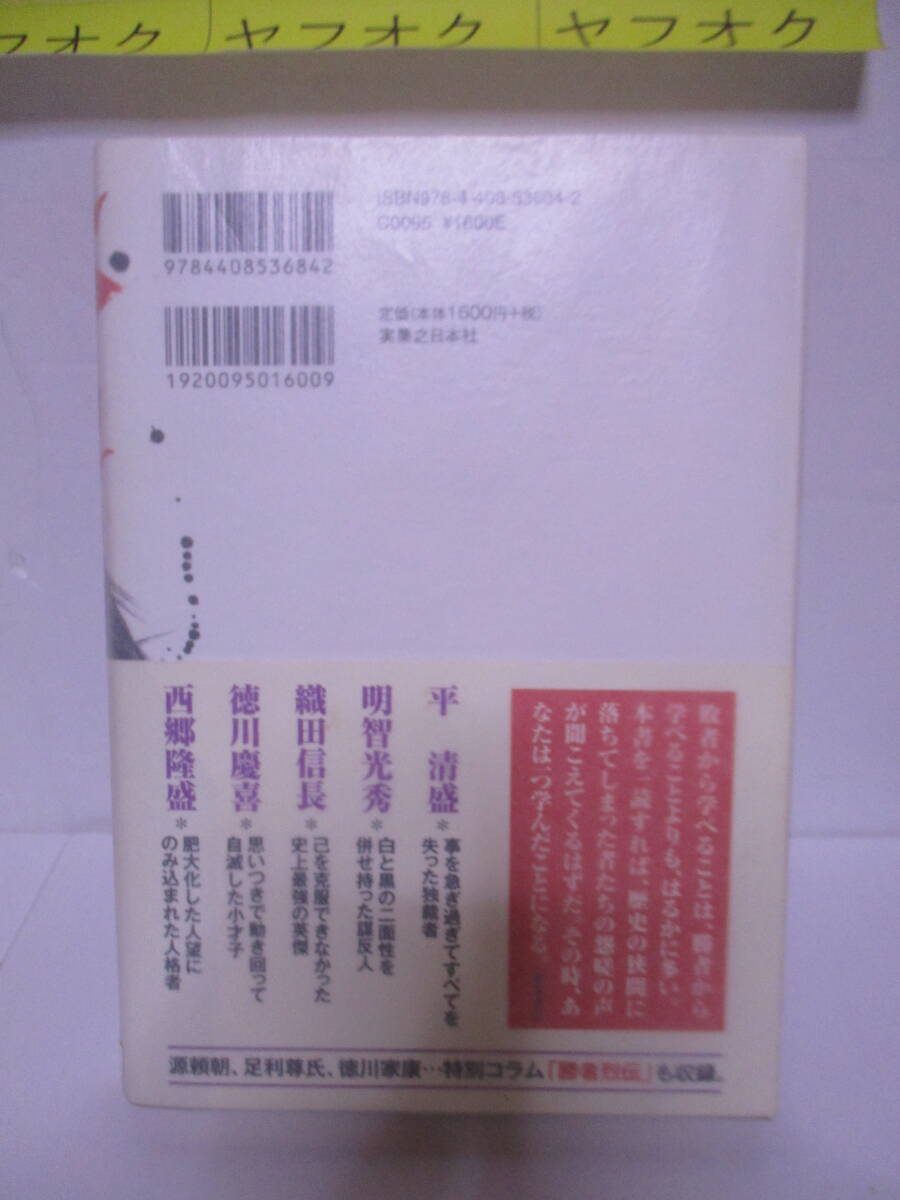 ヤフオク ヤフオク
ISBN978-4-408-53684-2
C0095 ¥1600E
9784408536842
定価(本体1600円+税)
実業之日本社
1920095016009
敗者から学べることは、勝者から
学べることよりも、はるかに多い。
本書を一読すれば、歴史の狭間に
落ちてしまった者たちの怨嗟の声
が聞こえてくるはずだ。その時、あ
なたは一つ学んだことになる。
平 清盛*事を急ぎ過ぎてすべてを
失った独裁者
明智光秀*白と黒の二面性を
併せ持った謀反人
織田信長*己を克服できなかった
史上最強の英傑
徳川慶喜*思いつきで動き回って
自滅した小才子
西郷隆盛*肥大化した人望に
のみ込まれた人格者
源頼朝、足利尊氏、徳川家康…特別コラム「勝者烈伝」も収録。